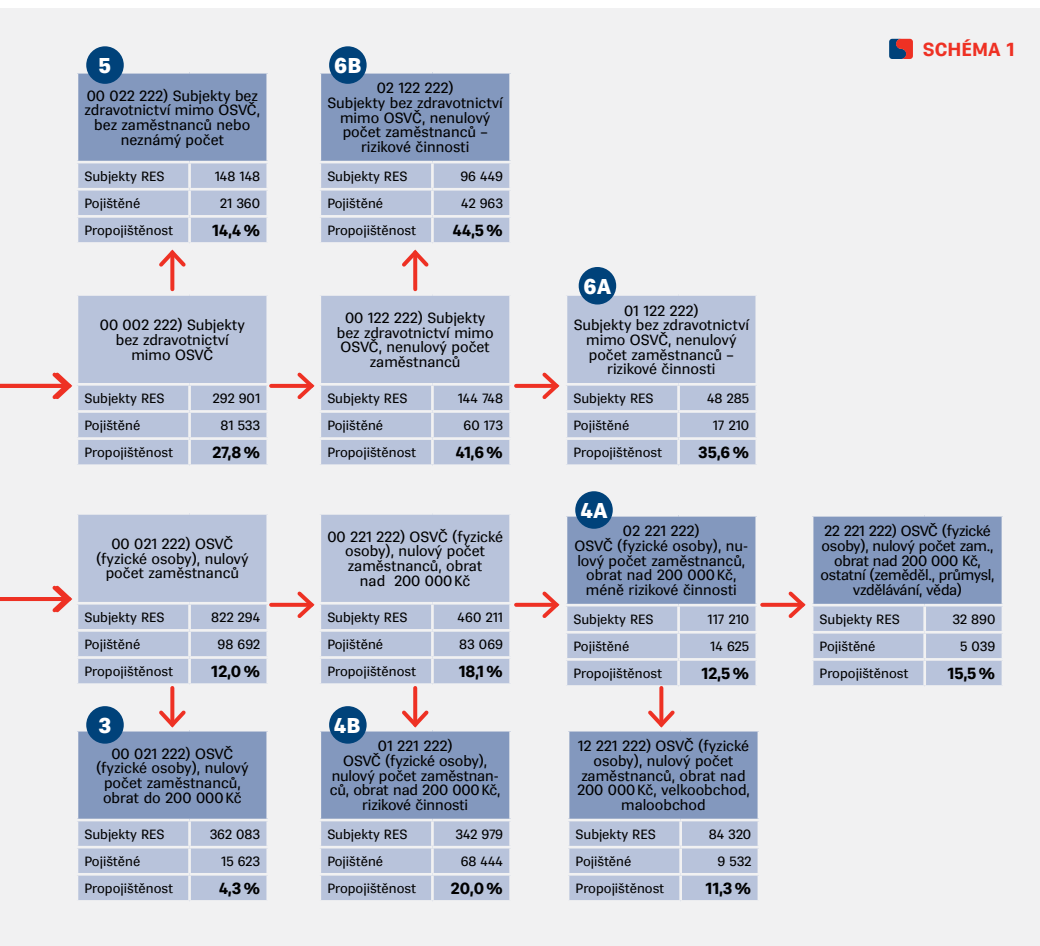 SCHÉMA 1
5
00 022 222) Subjekty bez
zdravotnictví mimo OSVČ,
bez zaměstnanců nebo
neznámý počet
Subjekty RES 148 148
Pojištěné 21 360
Propojištěnost 14,4 %
6B
02 122 222)
Subjekty bez zdravotnictví
mimo OSVČ, nenulový
počet zaměstnanců –
rizikové činnosti
Subjekty RES 96 449
Pojištěné 42 963
Propojištěnost 44,5 %
00 002 222) Subjekty
bez zdravotnictví
mimo OSVČ
Subjekty RES 292 901
Pojištěné 81 533
Propojištěnost 27,8 %
00 122 222) Subjekty
bez zdravotnictví mimo
OSVČ, nenulový počet
zaměstnanců
Subjekty RES 144 748
Pojištěné 60 173
Propojištěnost 41,6 %
6A
01 122 222)
Subjekty bez zdravotnictví
mimo OSVČ, nenulový
počet zaměstnanců –
rizikové činnosti
Subjekty RES 48 285
Pojištěné 17 210
Propojištěnost 35,6 %
00 021 222) OSVČ
(fyzické osoby), nulový
počet zaměstnanců
Subjekty RES 822 294
Pojištěné 98 692
Propojištěnost 12,0 %
00 221 222) OSVČ (fyzické
osoby), nulový počet
zaměstnanců, obrat
nad 200 000 Kč
Subjekty RES 460 211
Pojištěné 83 069
Propojištěnost 18,1 %
4A
02 221 222)
OSVČ (fyzické osoby), nu-
lový počet zaměstnanců,
obrat nad 200 000 Kč,
méně rizikové činnosti
Subjekty RES 117 210
Pojištěné 14 625
Propojištěnost 12,5 %
22 221 222) OSVČ (fyzické
osoby), nulový počet zam.,
obrat nad 200 000 Kč,
ostatní (zeměděl., průmysl,
vzdělávání, věda)
Subjekty RES 32 890
Pojištěné 5 039
Propojištěnost 15,5 %
3
00 021 222) OSVČ
(fyzické osoby), nulový
počet zaměstnanců,
obrat do 200 000 Kč
Subjekty RES 362 083
Pojištěné 15 623
Propojištěnost 4,3 %
4B
01 221 222)
OSVČ (fyzické osoby),
nulový počet zaměstnan-
ců, obrat nad 200 000 Kč,
rizikové činnosti
Subjekty RES 342 979
Pojištěné 68 444
Propojištěnost 20,0 %
12 221 222) OSVČ (fyzické
osoby), nulový počet
zaměstnanců, obrat nad
200 000 Kč, velkoobchod,
maloobchod
Subjekty RES 84 320
Pojištěné 9 532
Propojištěnost 11,3 %